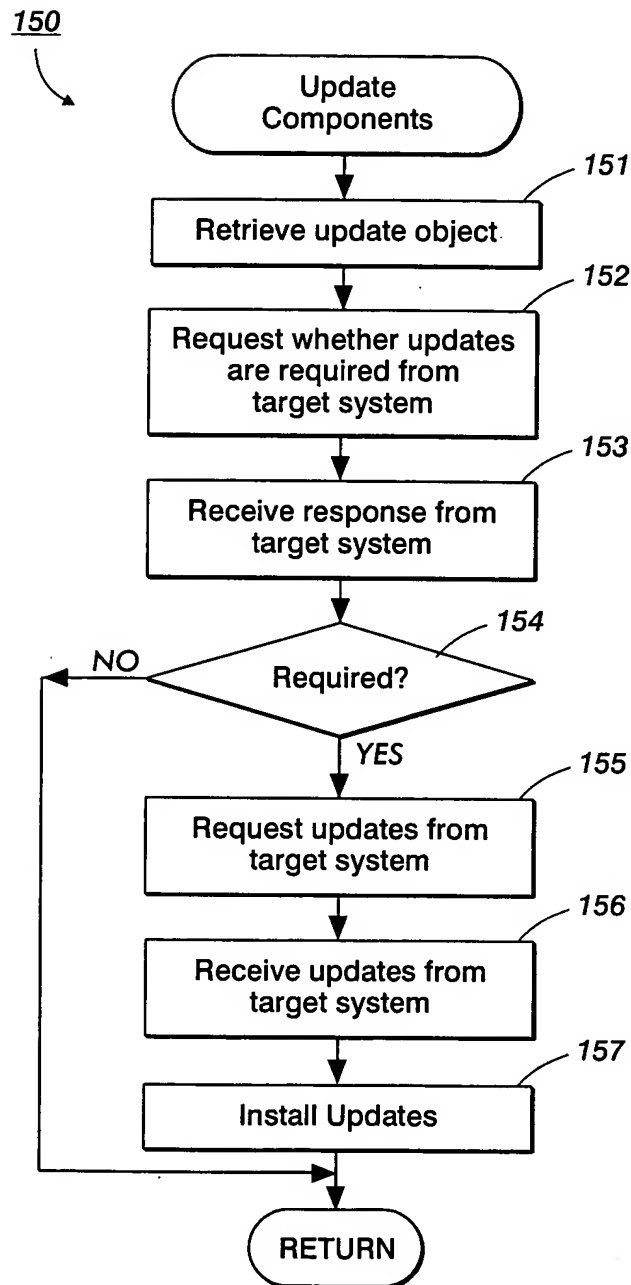 150
Update
Components
151
Retrieve update object
152
Request whether updates
are required from
target system
153
Receive response from
target system
154
NO
Required?
YES
155
Request updates from
target system
156
Receive updates from
target system
157
Install Updates
RETURN